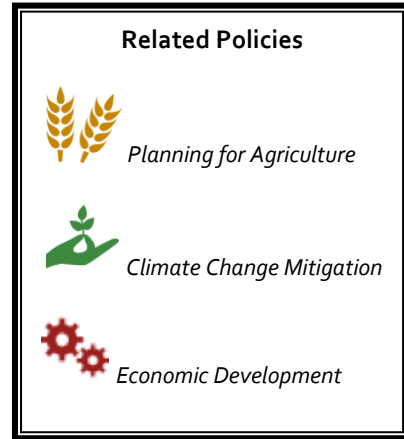 Related Policies
Planning for Agriculture
Climate Change Mitigation
Economic Development